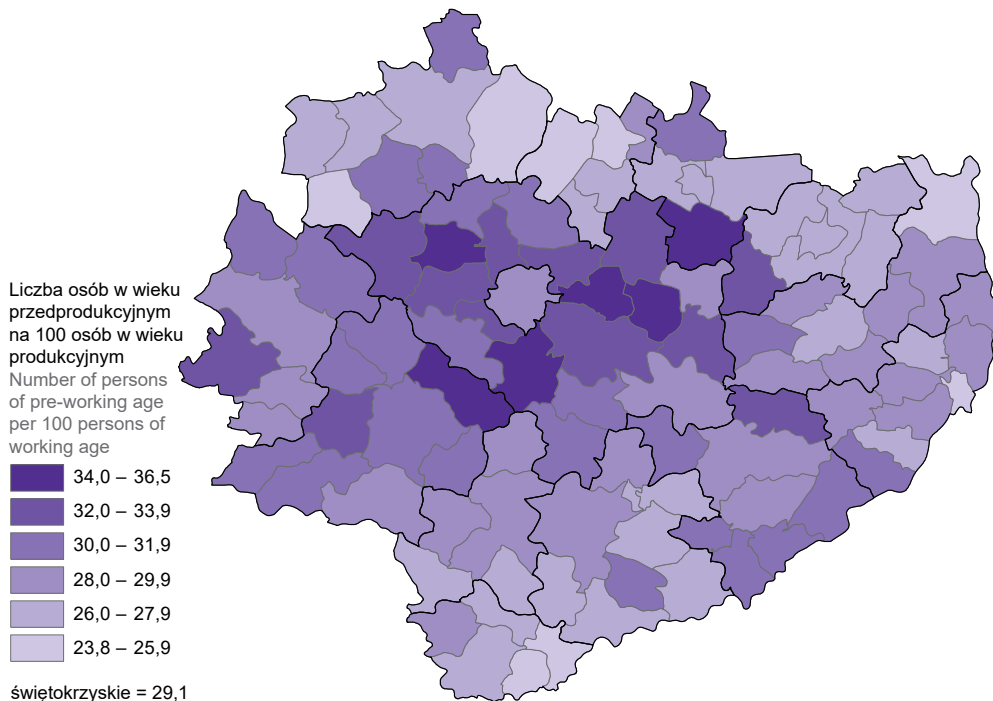 Liczba osób w wieku
przedprodukcyjnym
na 100 osób w wieku
produkcyjnym
Number of persons
of pre-working age
per 100 persons of
working age
34,0 – 36,5
32,0 – 33,9
30,0 – 31,9
28,0 – 29,9
26,0 – 27,9
23,8 – 25,9
świętokrzyskie = 29,1